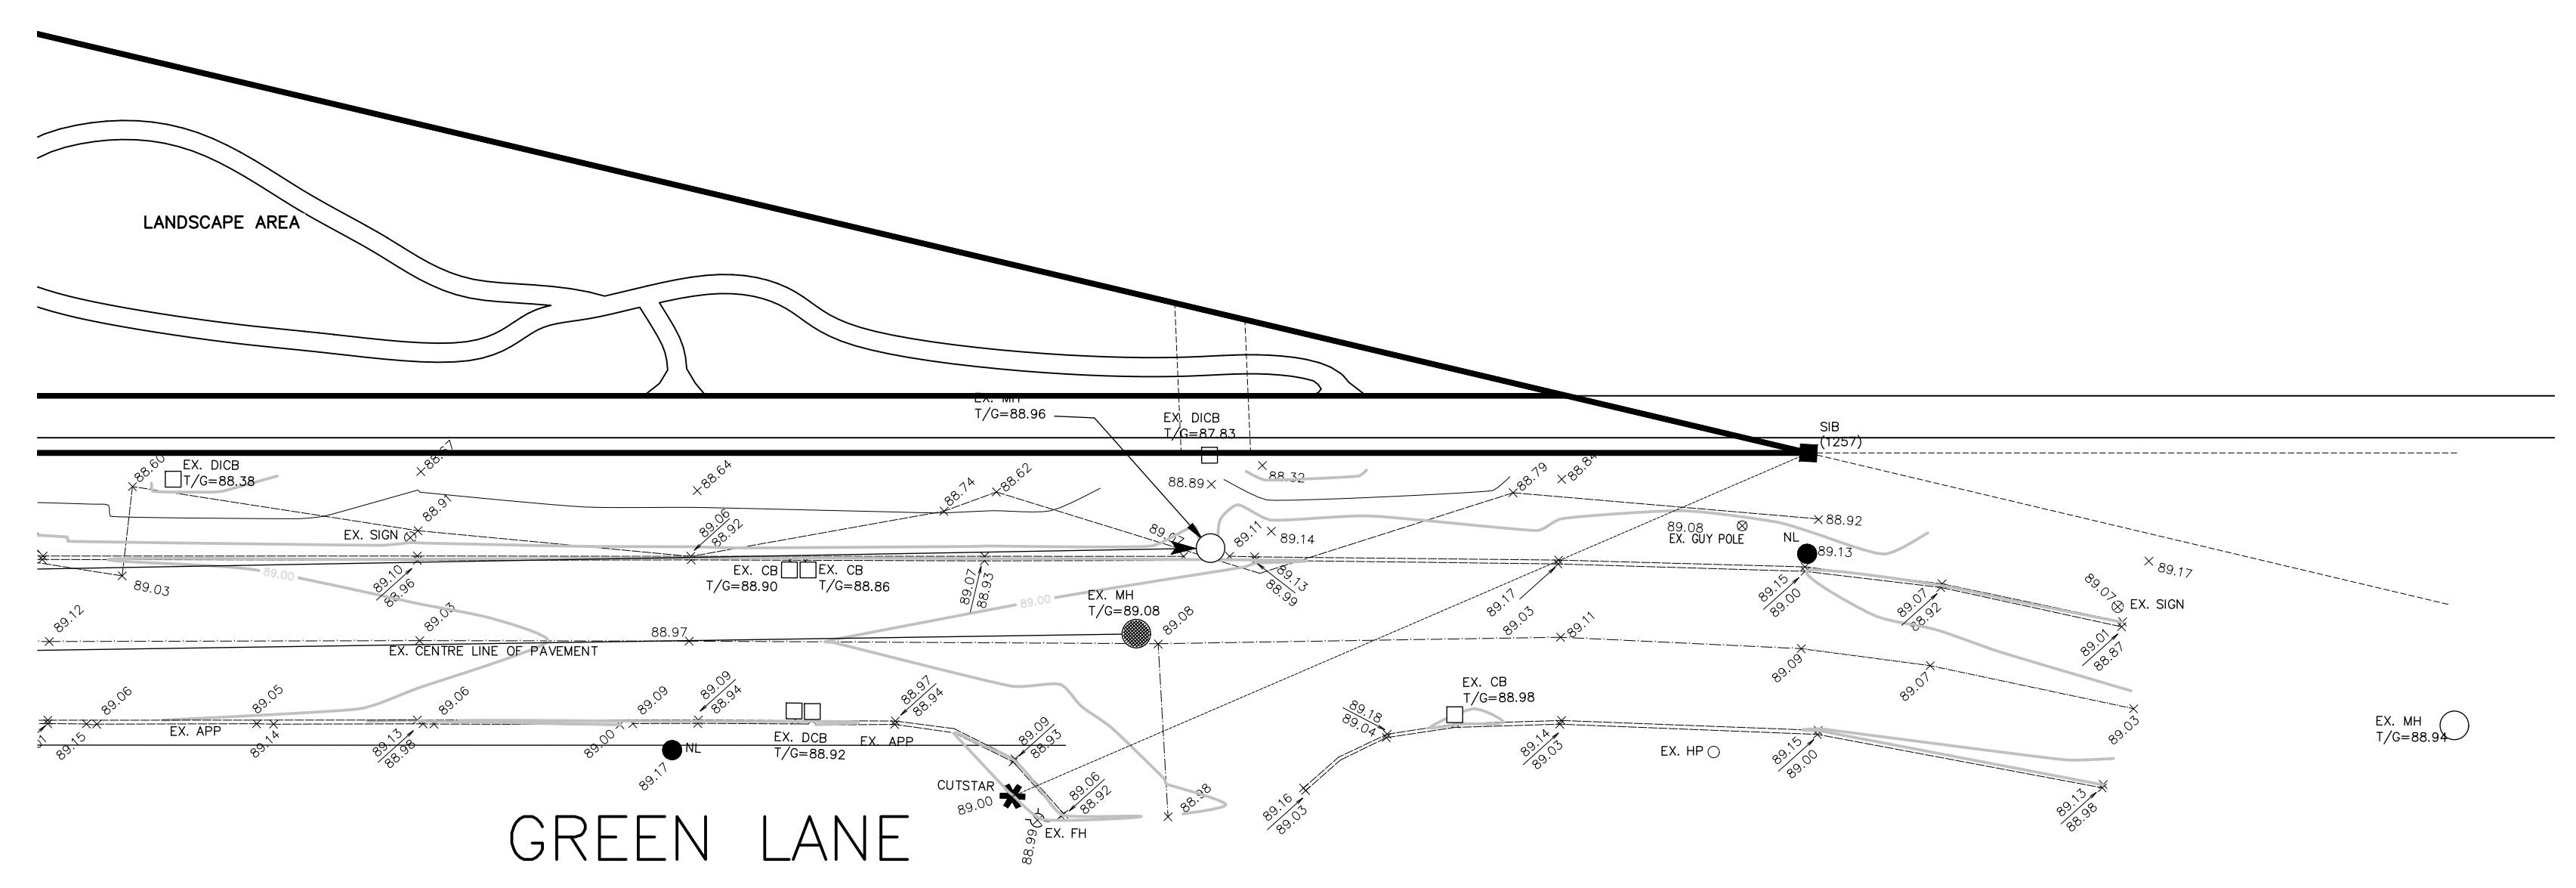 LANDSCAPE AREA
EX. MH
T/G=88.96
EX. DICB
T/G=87.83
SIB
(1257)
88.60
EX. DICB
T/G=88.38
88.67
88.64
88.74
88.62
88.89
88.32
88.79
88.84
EX. SIGN
88.91
89.06
88.92
89.11
89.14
89.08
EX. GUY POLE
NL
89.13
88.92
89.17
89.03
89.00
89.10
88.96
EX. CB
T/G=88.90
EX. CB
T/G=88.86
89.07
88.93
89.00
89.13
88.99
EX. MH
T/G=89.08
89.17
89.03
89.15
89.00
89.07
88.92
89.07
EX. SIGN
89.12
89.03
88.97
89.08
89.11
89.09
89.01
88.87
EX. CENTRE LINE OF PAVEMENT
89.07
89.03
89.06
89.05
89.06
89.09
89.09
88.94
88.97
88.94
EX. CB
T/G=88.98
89.18
89.04
EX. MH
T/G=88.94
89.15
EX. APP
89.14
89.13
88.98
89.00
NL
89.17
EX. DCB
T/G=88.92
EX. APP
89.09
88.93
89.14
89.03
EX. HP
89.15
89.00
CUTSTAR
89.00
89.06
88.92
88.98
89.16
89.03
89.13
88.98
88.99
EX. FH
GREEN LANE